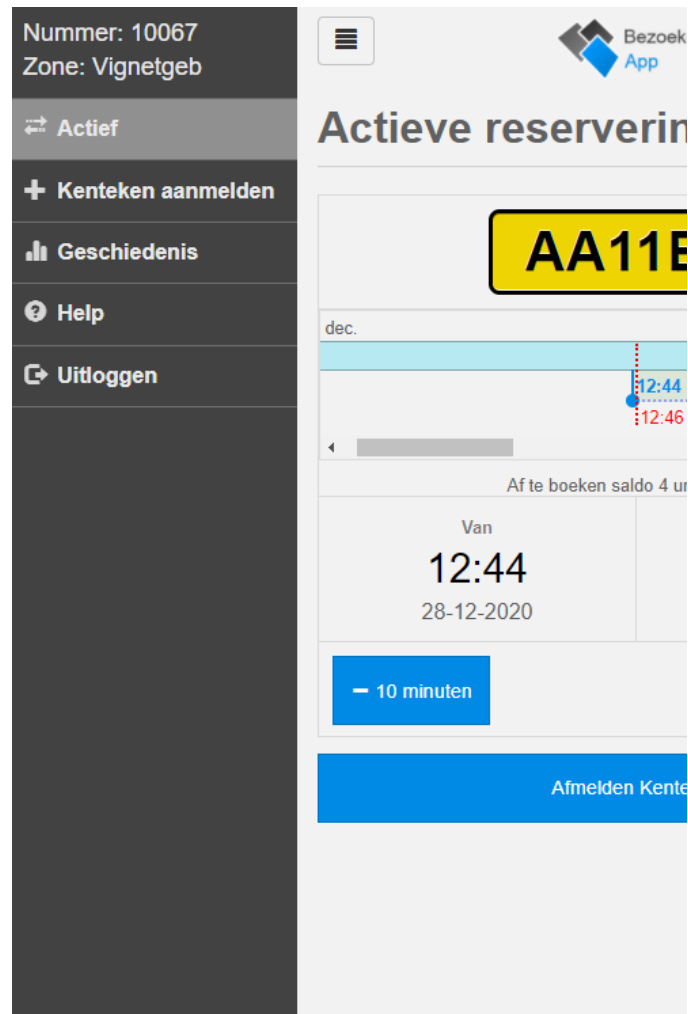 Nummer: 10067
Zone: Vignetgeb
Actief
Kenteken aanmelden
Geschiedenis
Help
Uitloggen
Bezoek
App
Actieve reserverin
AA11
dec.
12:44
12:46
Af te boeken saldo 4 u
Van
12:44
28-12-2020
10 minuten
Afmelden Kente